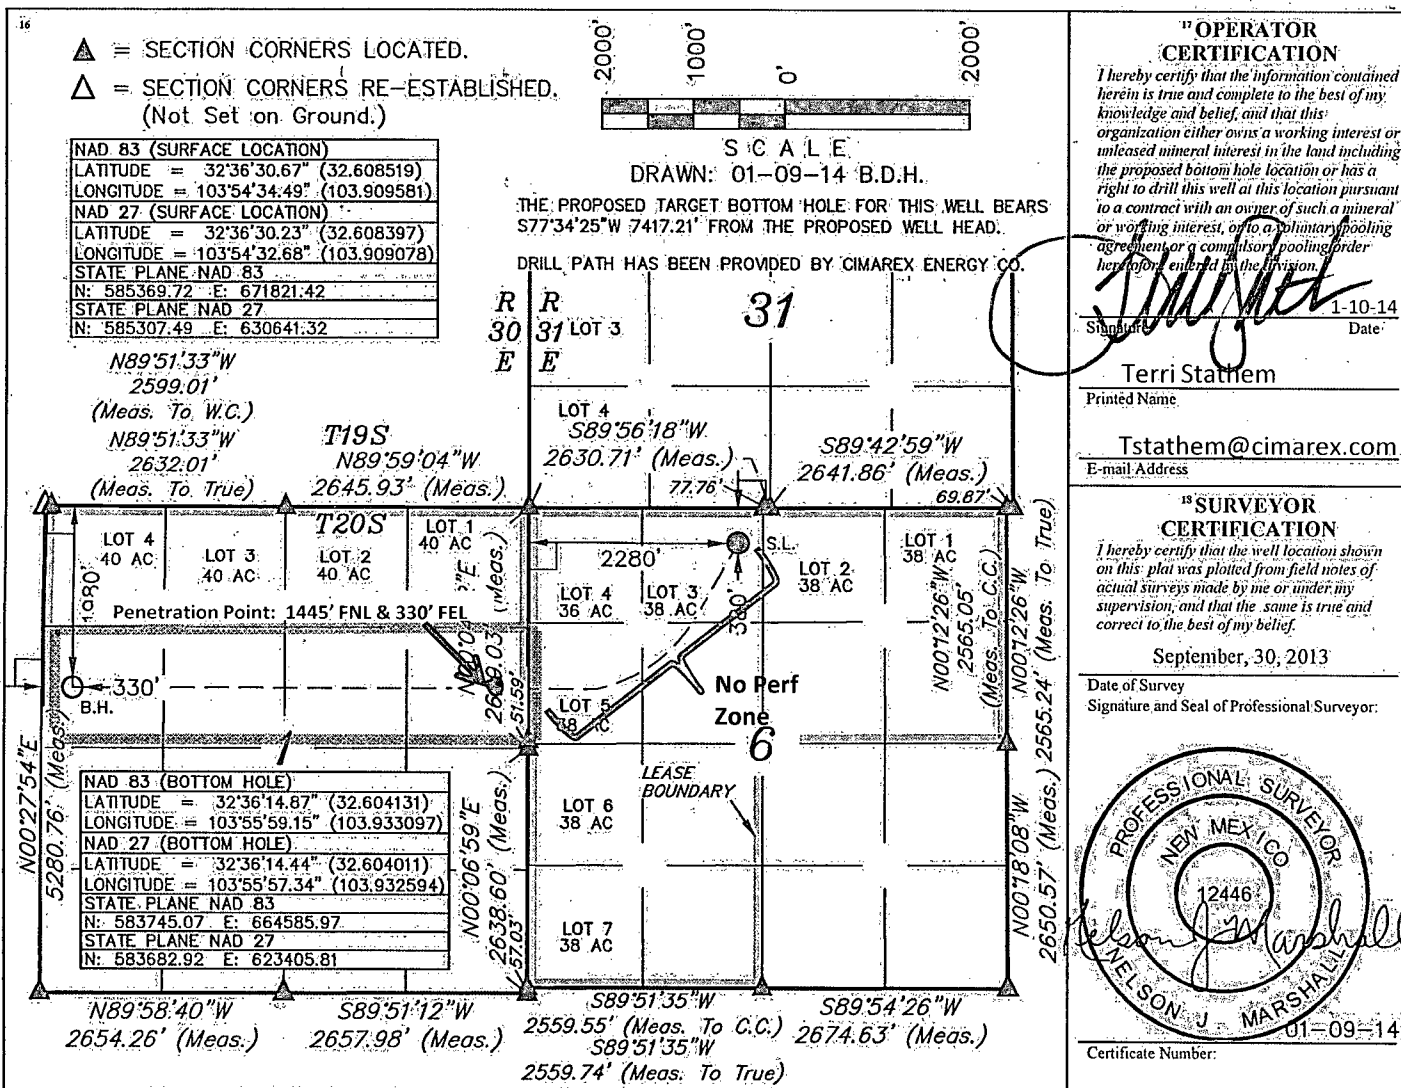 16
▲ = SECTION CORNERS LOCATED.
△ = SECTION CORNERS RE-ESTABLISHED.
(Not Set on Ground.)
NAD 83 (SURFACE LOCATION)
LATITUDE = 32°36'30.67" (32.608519)
LONGITUDE = 103°54'34.49" (103.909581)
NAD 27 (SURFACE LOCATION)
LATITUDE = 32°36'30.23" (32.608397)
LONGITUDE = 103°54'32.68" (103.909078)
STATE PLANE NAD 83
N: 585369.72 E: 671821.42
STATE PLANE NAD 27
N: 585307.49 E: 630641.32
2000'
1000'
0'
2000'
SCALE
DRAWN: 01-09-14 B.D.H.
THE PROPOSED TARGET BOTTOM HOLE FOR THIS WELL BEARS
S77°34'25"W 7417.21' FROM THE PROPOSED WELL HEAD.
DRILL PATH HAS BEEN PROVIDED BY CIMAREX ENERGY CO.
R R
30 31
E E
LOT 3
31
LOT 4
N89°51'33"W
2599.01'
(Meas. To W.C.)
N89°51'33"W
2632.01'
(Meas. To True)
T19S
N89°59'04"W
2645.93' (Meas.)
S89°56'18"W
2630.71' (Meas.)
77.76'
S89°42'59"W
2641.86' (Meas.)
69.87'
T20S
LOT 4
40 AC
LOT 3
40 AC
LOT 2
40 AC
LOT 1
40 AC
1980'
Penetration Point: 1445' FNL & 330' FEL
330'
B.H.
1
(Meas.)
51.59'
2280'
S.L.
380'
LOT 4
36 AC
LOT 3
38 AC
LOT 2
38 AC
LOT 1
38 AC
LOT 5
No Perf
Zone
6
LEASE
BOUNDARY
LOT 6
38 AC
LOT 7
38 AC
N00°12'26"W
2565.05'
(Meas. To C.C.)
N00°12'26"W
2565.24' (Meas. To True)
N00°18'08"W
2650.57' (Meas.)
N00°27'54"E
5280.76' (Meas.)
NAD 83 (BOTTOM HOLE)
LATITUDE = 32°36'14.87" (32.604131)
LONGITUDE = 103°55'59.15" (103.933097)
NAD 27 (BOTTOM HOLE)
LATITUDE = 32°36'14.44" (32.604011)
LONGITUDE = 103°55'57.34" (103.932594)
STATE PLANE NAD 83
N: 583745.07 E: 664585.97
STATE PLANE NAD 27
N: 583682.92 E: 623405.81
N00°06'59"E
2638.60' (Meas.)
57.03'
N89°58'40"W
2654.26' (Meas.)
S89°51'12"W
2657.98' (Meas.)
S89°51'35"W
2559.55' (Meas. To C.C.)
S89°51'35"W
2559.74' (Meas. To True)
S89°54'26"W
2674.63' (Meas.)
17 OPERATOR
CERTIFICATION
I hereby certify that the information contained
herein is true and complete to the best of my
knowledge and belief, and that this
organization either owns a working interest or
unleased mineral interest in the land including
the proposed bottom hole location or has a
right to drill this well at this location pursuant
to a contract with an owner of such a mineral
or working interest, or to a voluntary pooling
agreement or a compulsory pooling order
heretofore entered by the division.
1-10-14
Signature Date
Terri Stathem
Printed Name
Tstathem@cimarex.com
E-mail Address
18 SURVEYOR
CERTIFICATION
I hereby certify that the well location shown
on this plat was plotted from field notes of
actual surveys made by me or under my
supervision, and that the same is true and
correct to the best of my belief.
September, 30, 2013
Date of Survey
Signature and Seal of Professional Surveyor:
PROFESSIONAL SURVEYOR
NEW MEXICO
12446
Nelson J Marshall
NELSON J MARSHALL
01-09-14
Certificate Number: